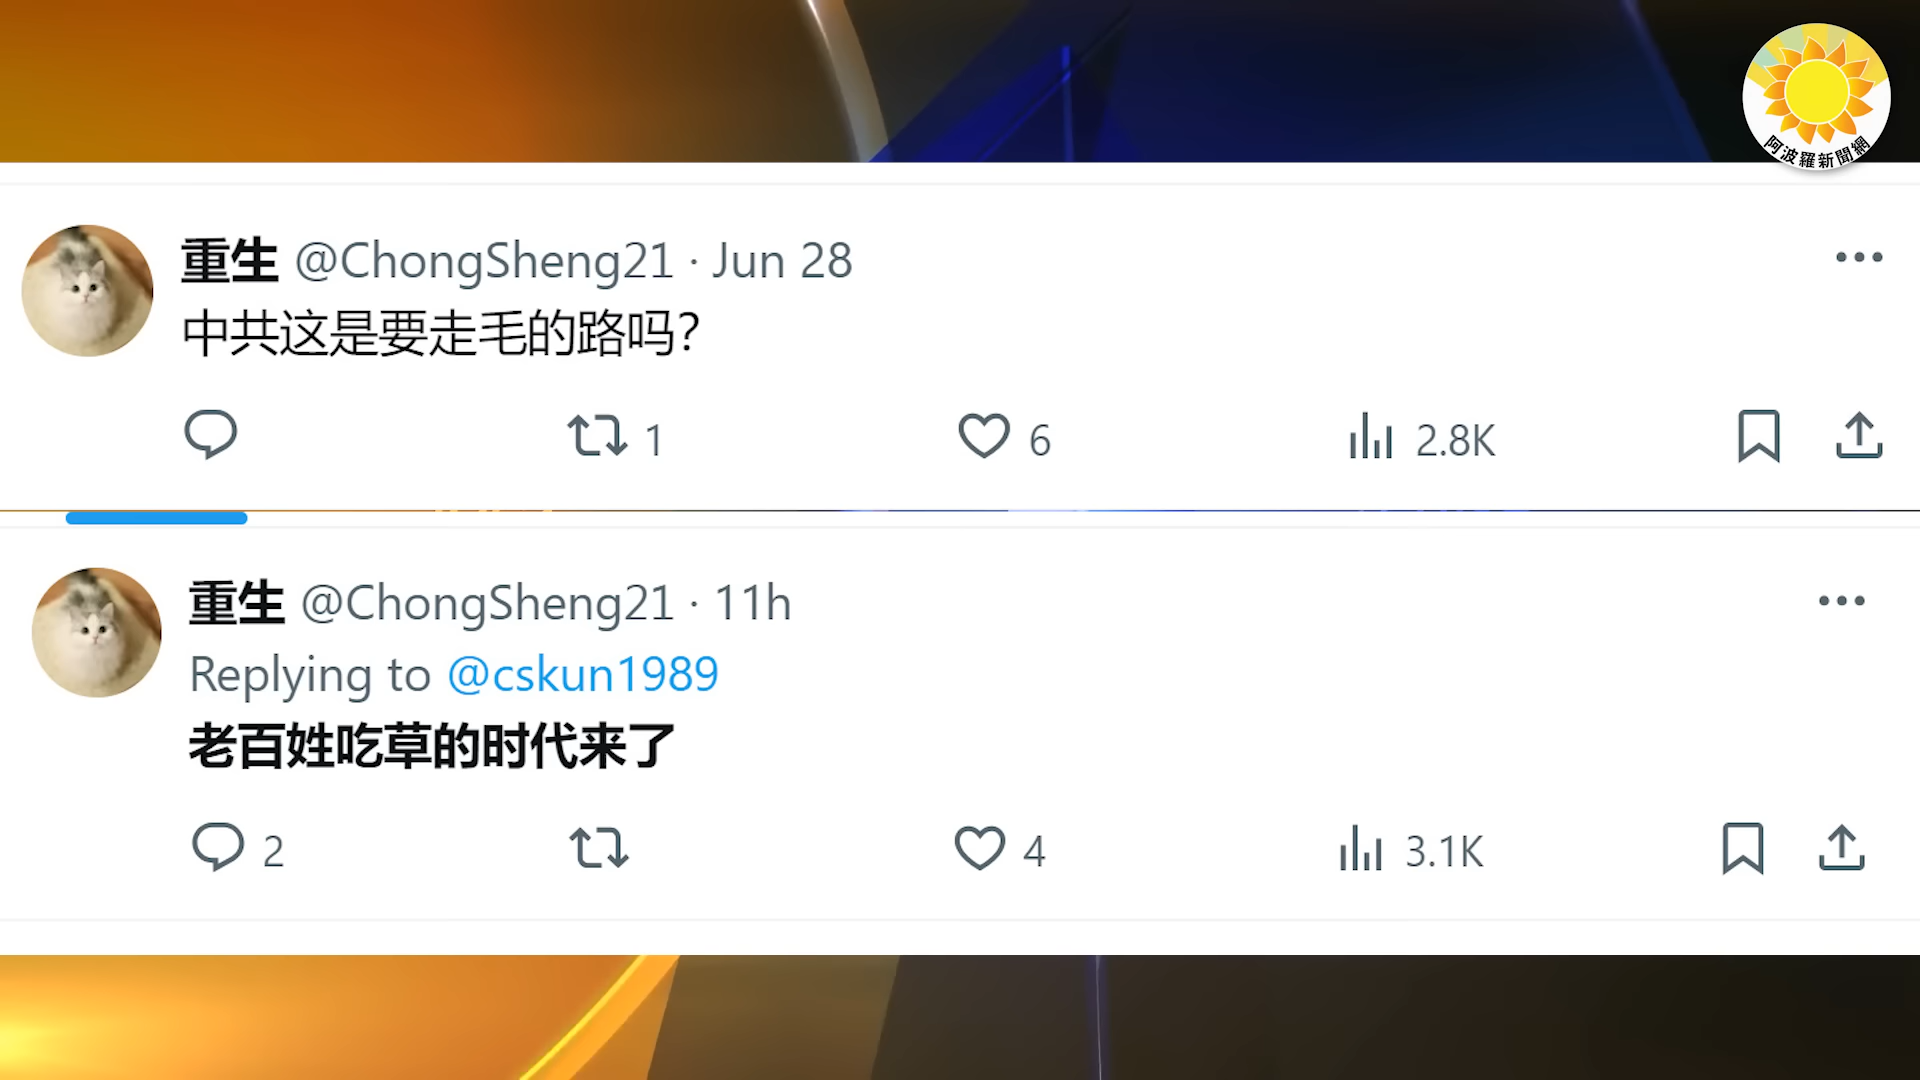 阿波羅新聞網
重生 @ChongSheng21 · Jun 28
中共这是要走毛的路吗?
1 6 2.8K
重生 @ChongSheng21 · 11h
Replying to @cskun1989
老百姓吃草的时代来了
2 4 3.1K